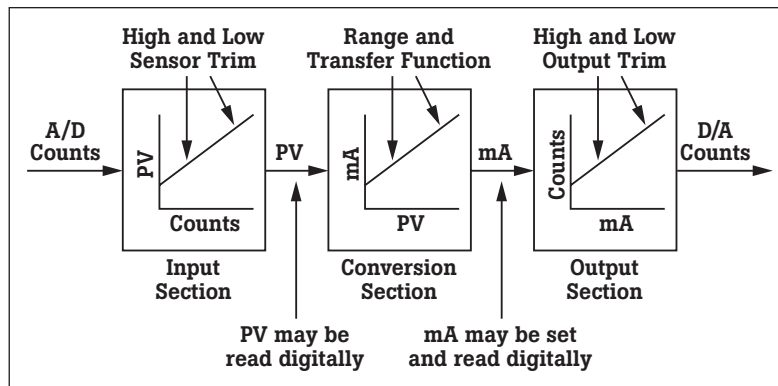 High and Low
Sensor Trim
Range and
Transfer Function
High and Low
Output Trim
A/D
Counts
PV
Counts
PV
mA
PV
mA
Counts
mA
D/A
Counts
Input
Section
Conversion
Section
Output
Section
PV may be
read digitally
mA may be set
and read digitally